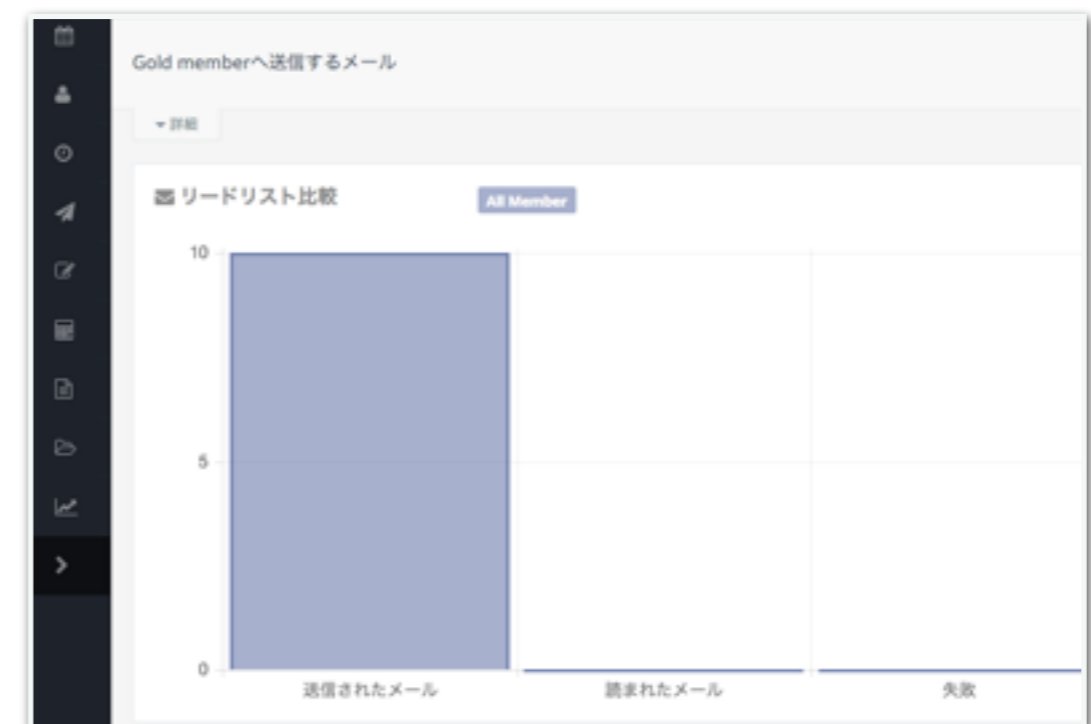 Gold memberへ送信するメール
詳細
リードリスト比較
All Member
10
5
0
送信されたメール
読まれたメール
失敗